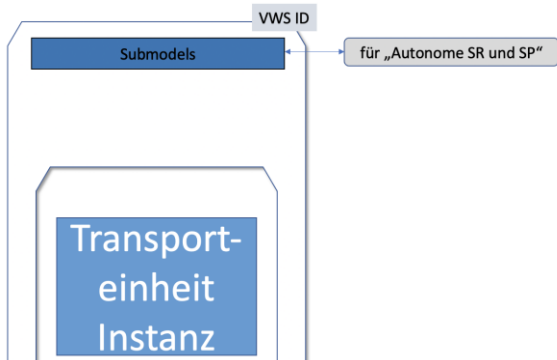 VWS ID
Submodels
für „Autonome SR und SP“
Transport-
einheit
Instanz